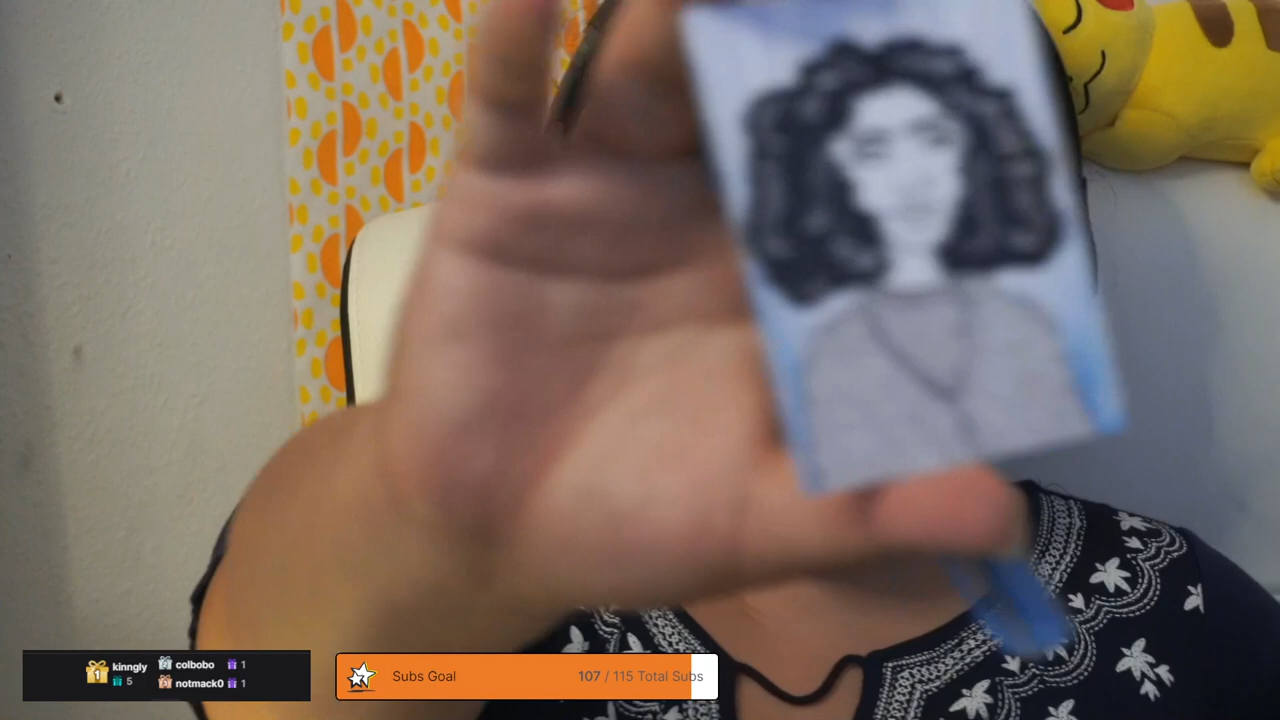 kinngly
5
colbobo 1
notmack0 1
Subs Goal
107 / 115 Total Subs